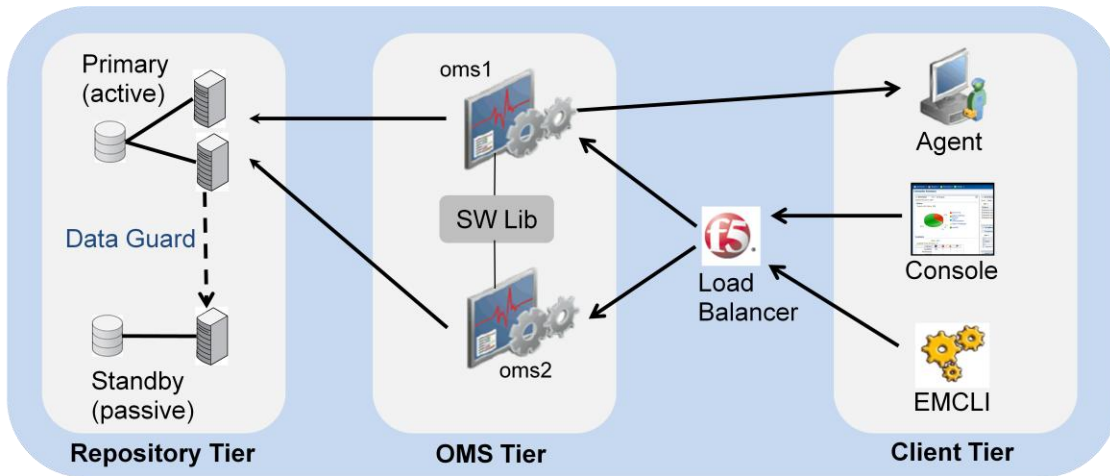 Primary
(active)
Data Guard
Standby
(passive)
Repository Tier
oms1
SW Lib
oms2
OMS Tier
f5
Load
Balancer
Agent
Console
EMCLI
Client Tier